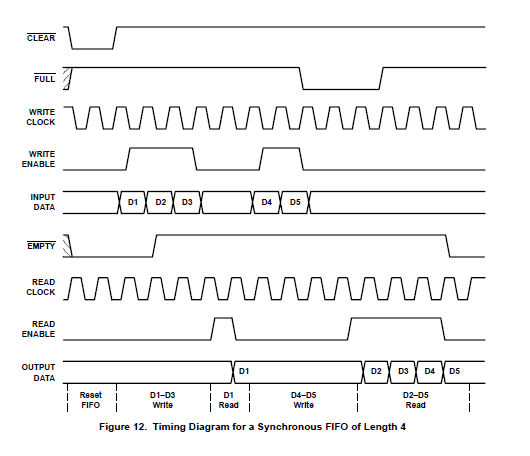 CLEAR
FULL
WRITE
CLOCK
WRITE
ENABLE
INPUT
DATA
D1 D2 D3 D4 D5
EMPTY
READ
CLOCK
READ
ENABLE
OUTPUT
DATA
D1 D2 D3 D4 D5
Reset
FIFO
D1–D3
Write
D1
Read
D4–D5
Write
D2–D5
Read
Figure 12. Timing Diagram for a Synchronous FIFO of Length 4